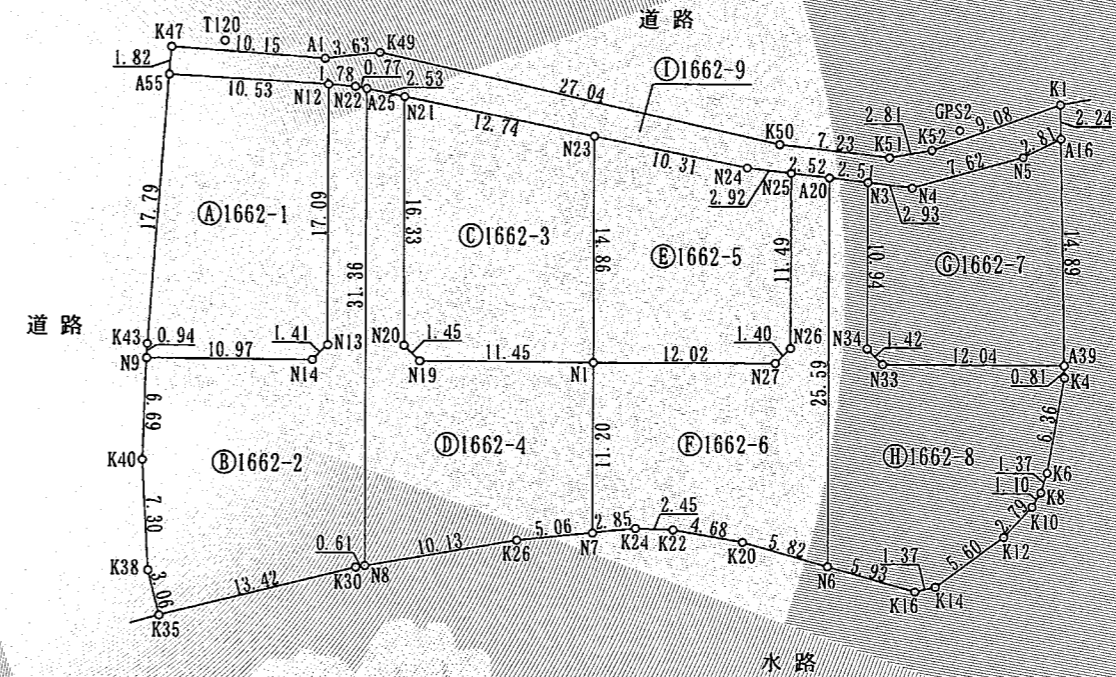 道路
T120
K47
10.15
A1
3.63
K49
1.82
A55
10.53
1.78
0.77
2.53
N12
N22
A25
N21
Ⓘ1662-9
27.04
12.74
N23
10.31
K50
7.23
2.81
K51
K52
GPS2
9.08
K1
2.24
A16
2.81
N5
7.62
N4
N3
2.93
2.51
A20
2.52
N25
N24
2.92
17.79
Ⓐ1662-1
17.09
31.36
16.33
Ⓒ1662-3
14.86
Ⓔ1662-5
11.49
10.94
Ⓖ1662-7
14.89
道路
K43
0.94
1.41
N13
N9
10.97
N14
N20
1.45
N19
11.45
N1
12.02
1.40
N26
N27
25.59
N34
1.42
N33
12.04
A39
0.81
K4
6.69
K40
Ⓑ1662-2
Ⓓ1662-4
11.20
Ⓕ1662-6
Ⓗ1662-8
6.36
1.37
K6
1.10
K8
K10
2.79
K12
7.30
K38
3.06
K35
13.42
0.61
K30
N8
10.13
K26
5.06
N7
2.85
K24
2.45
K22
4.68
K20
5.82
N6
5.93
1.37
K16
K14
5.60
水路